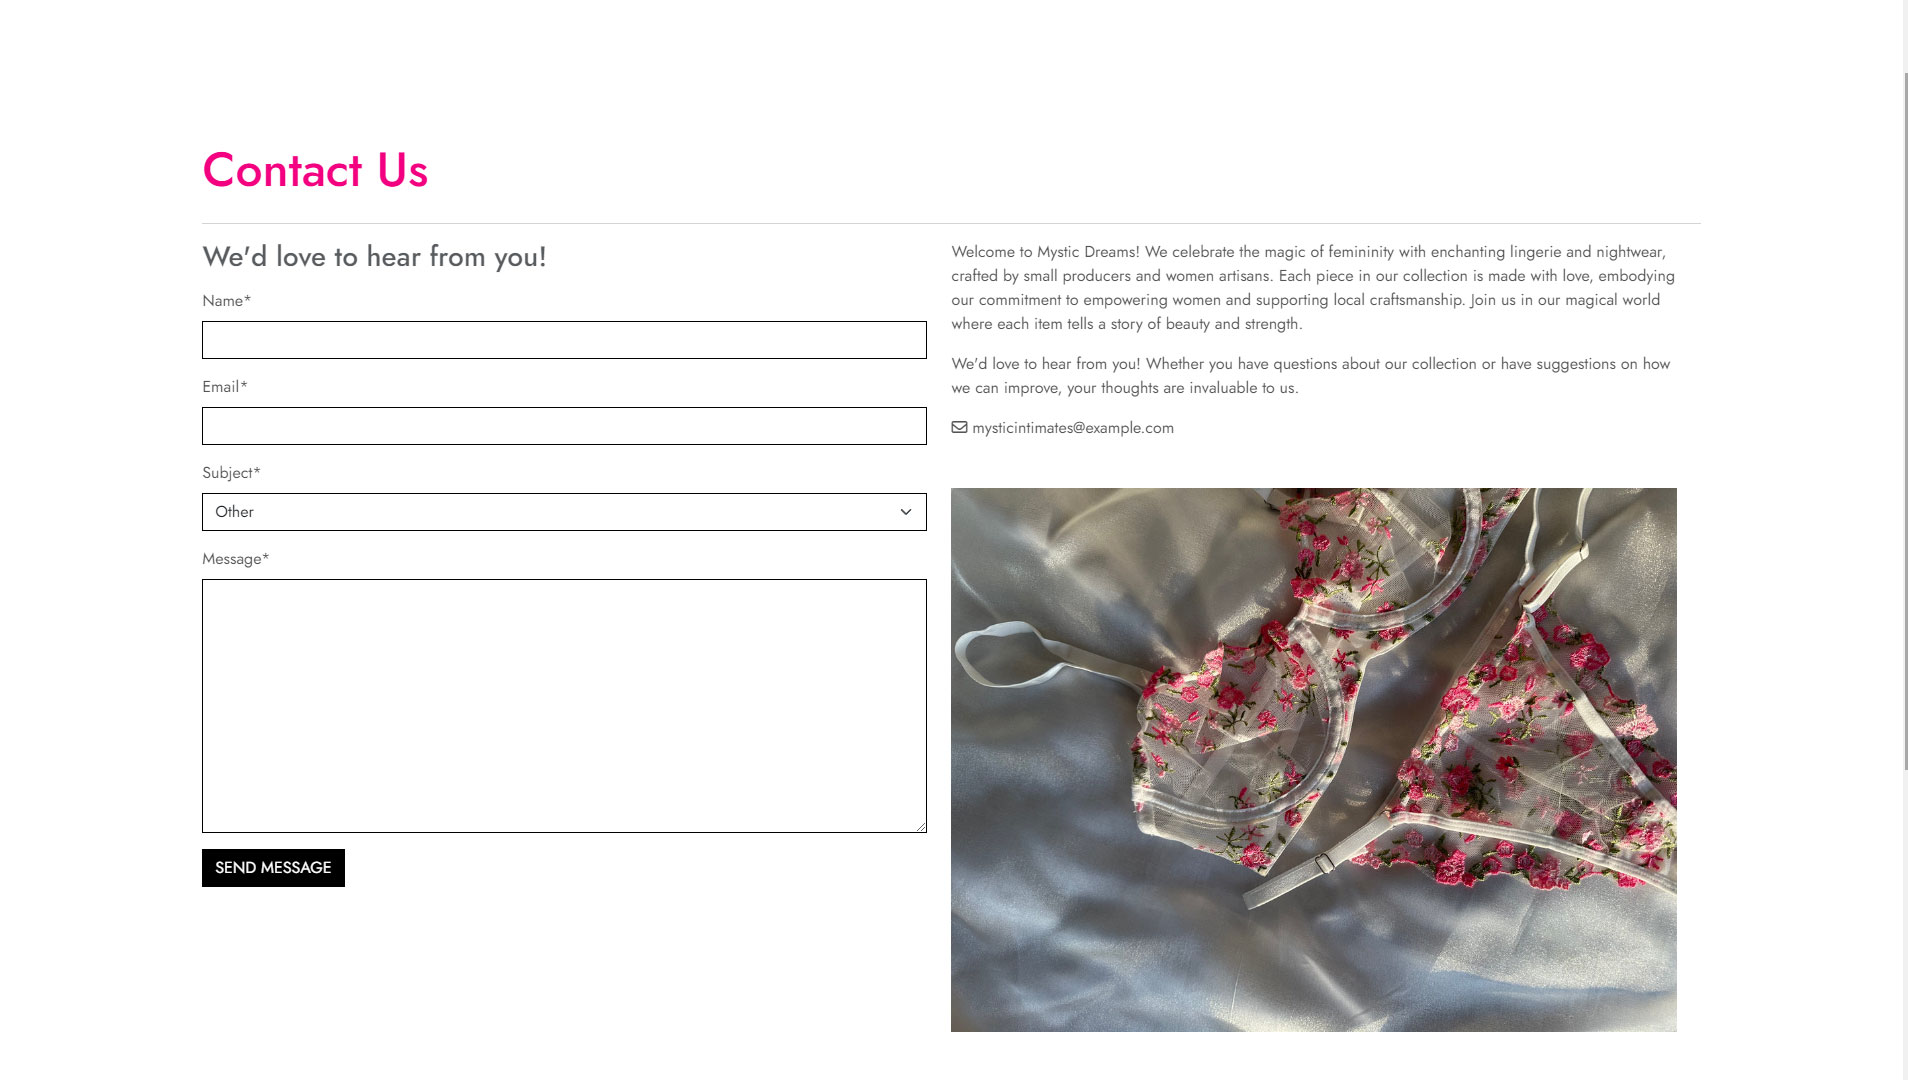 Contact Us
We'd love to hear from you!
Name*
Email*
Subject*
Other
Message*
SEND MESSAGE
Welcome to Mystic Dreams! We celebrate the magic of femininity with enchanting lingerie and nightwear,
crafted by small producers and women artisans. Each piece in our collection is made with love, embodying
our commitment to empowering women and supporting local craftsmanship. Join us in our magical world
where each item tells a story of beauty and strength.
We'd love to hear from you! Whether you have questions about our collection or have suggestions on how
we can improve, your thoughts are invaluable to us.
mysticintimates@example.com